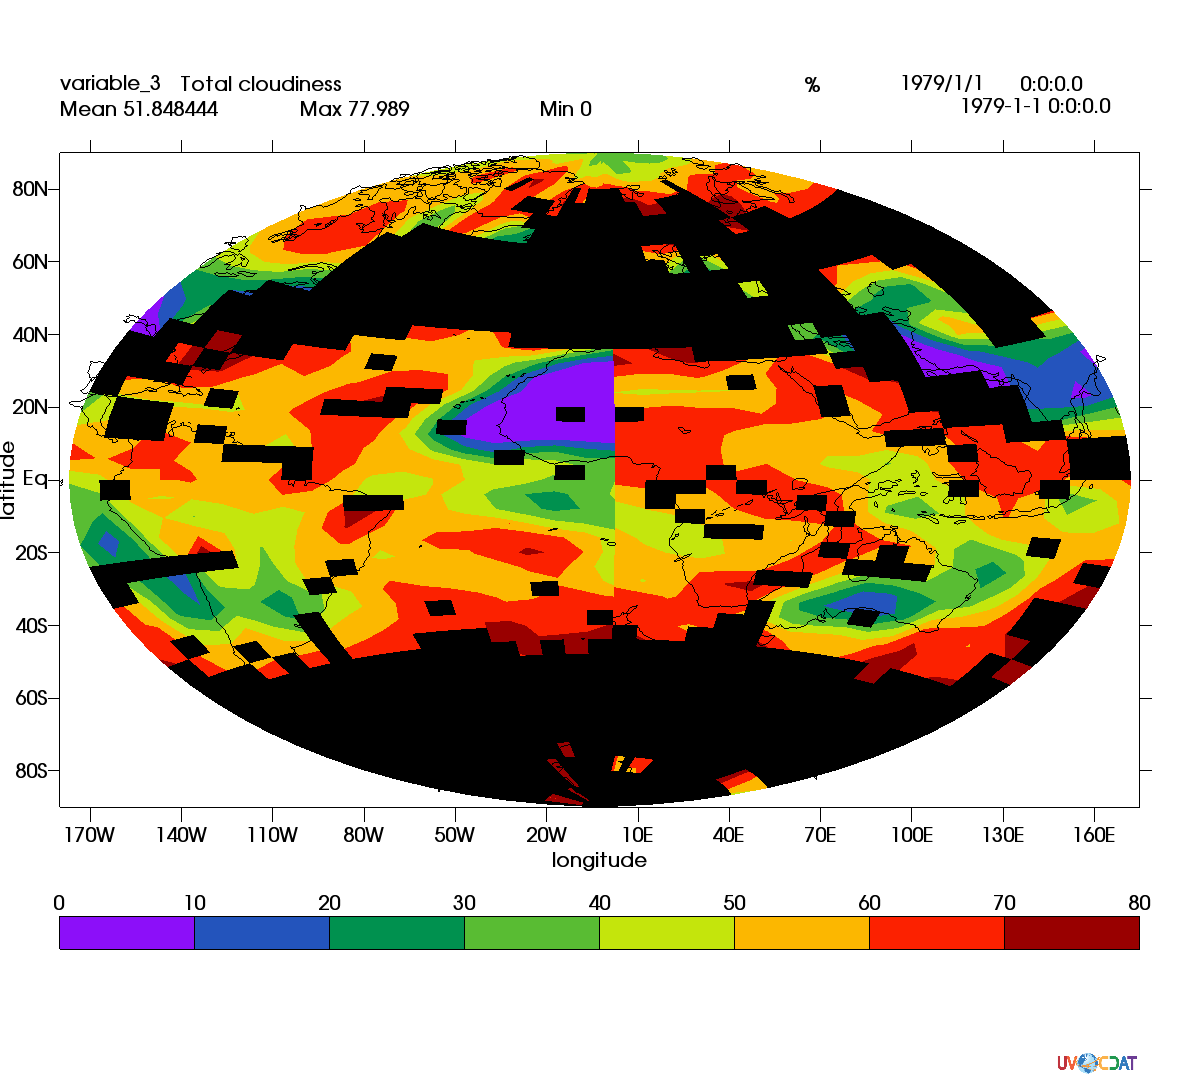 variable_3 Total cloudiness % 1979/1/1 0:0:0.0
Mean 51.848444 Max 77.989 Min 0 1979-1-1 0:0:0.0
80N
60N
40N
20N
Eq
20S
40S
60S
80S
latitude
170W 140W 110W 80W 50W 20W 10E 40E 70E 100E 130E 160E
longitude
0 10 20 30 40 50 60 70 80
UV CDAT